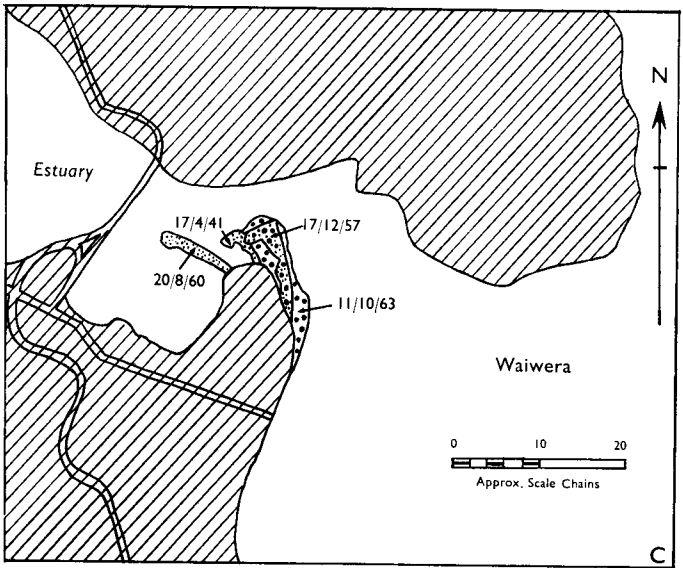 N
Estuary
17/4/41
17/12/57
20/8/60
11/10/63
Waiwera
0 10 20
Approx. Scale Chains
C